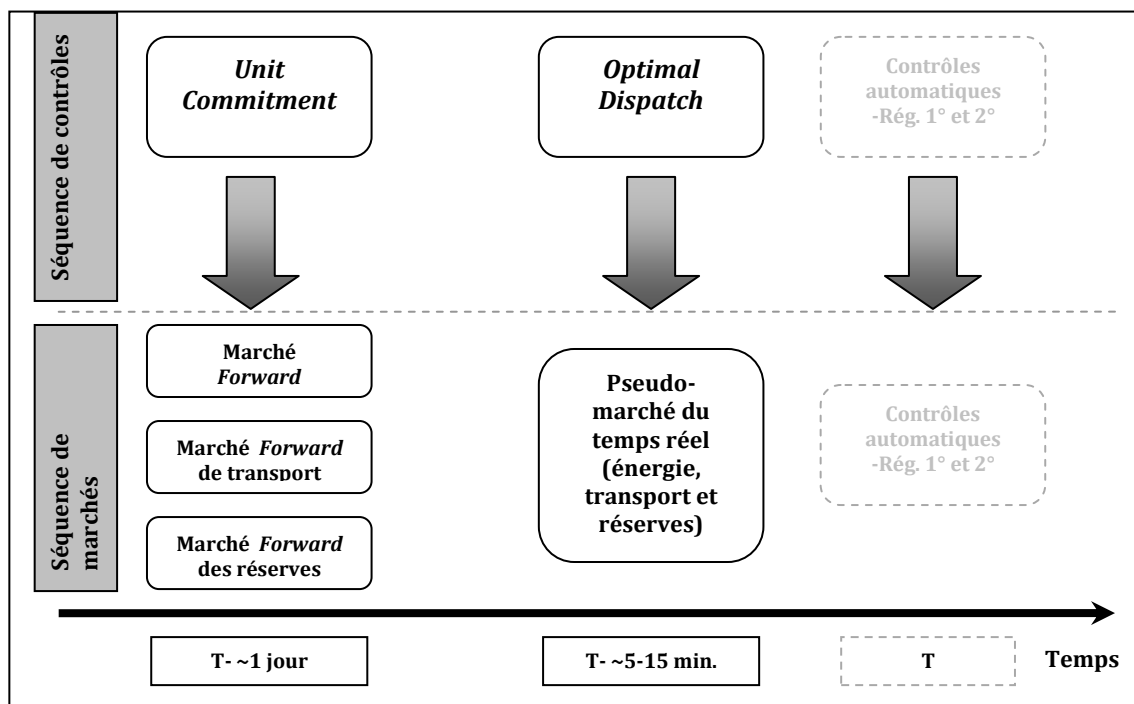 Séquence de contrôles
Unit
Commitment
Optimal
Dispatch
Contrôles
automatiques
-Rég. 1° et 2°
Séquence de
marchés
Marché
Forward
Marché Forward
de transport
Marché Forward
des réserves
Pseudo-
marché du
temps réel
(énergie,
transport et
réserves)
Contrôles
automatiques
-Rég. 1° et 2°
T- ~1 jour
T- ~5-15 min.
T
Temps